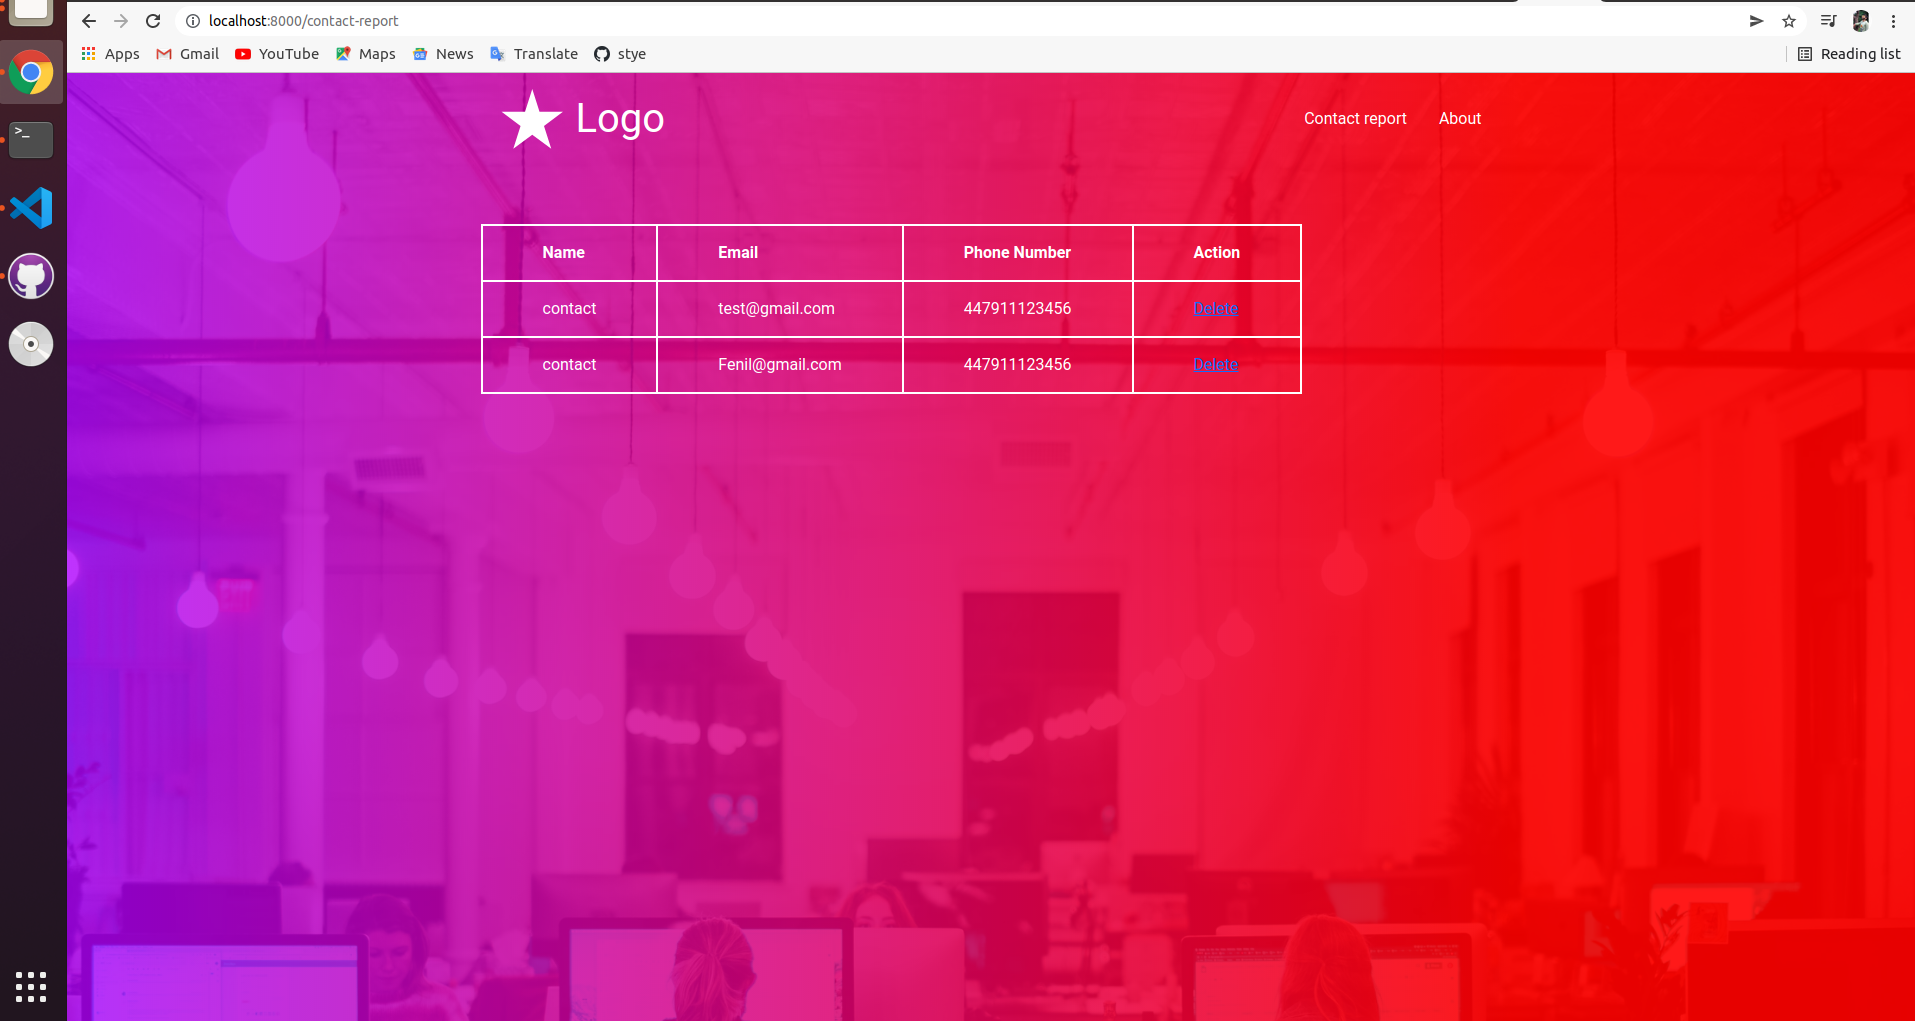 localhost:8000/contact-report
Apps Gmail YouTube Maps News Translate stye Reading list
>_
Logo Contact report About
Name Email Phone Number Action
contact test@gmail.com 447911123456 Delete
contact Fenil@gmail.com 447911123456 Delete